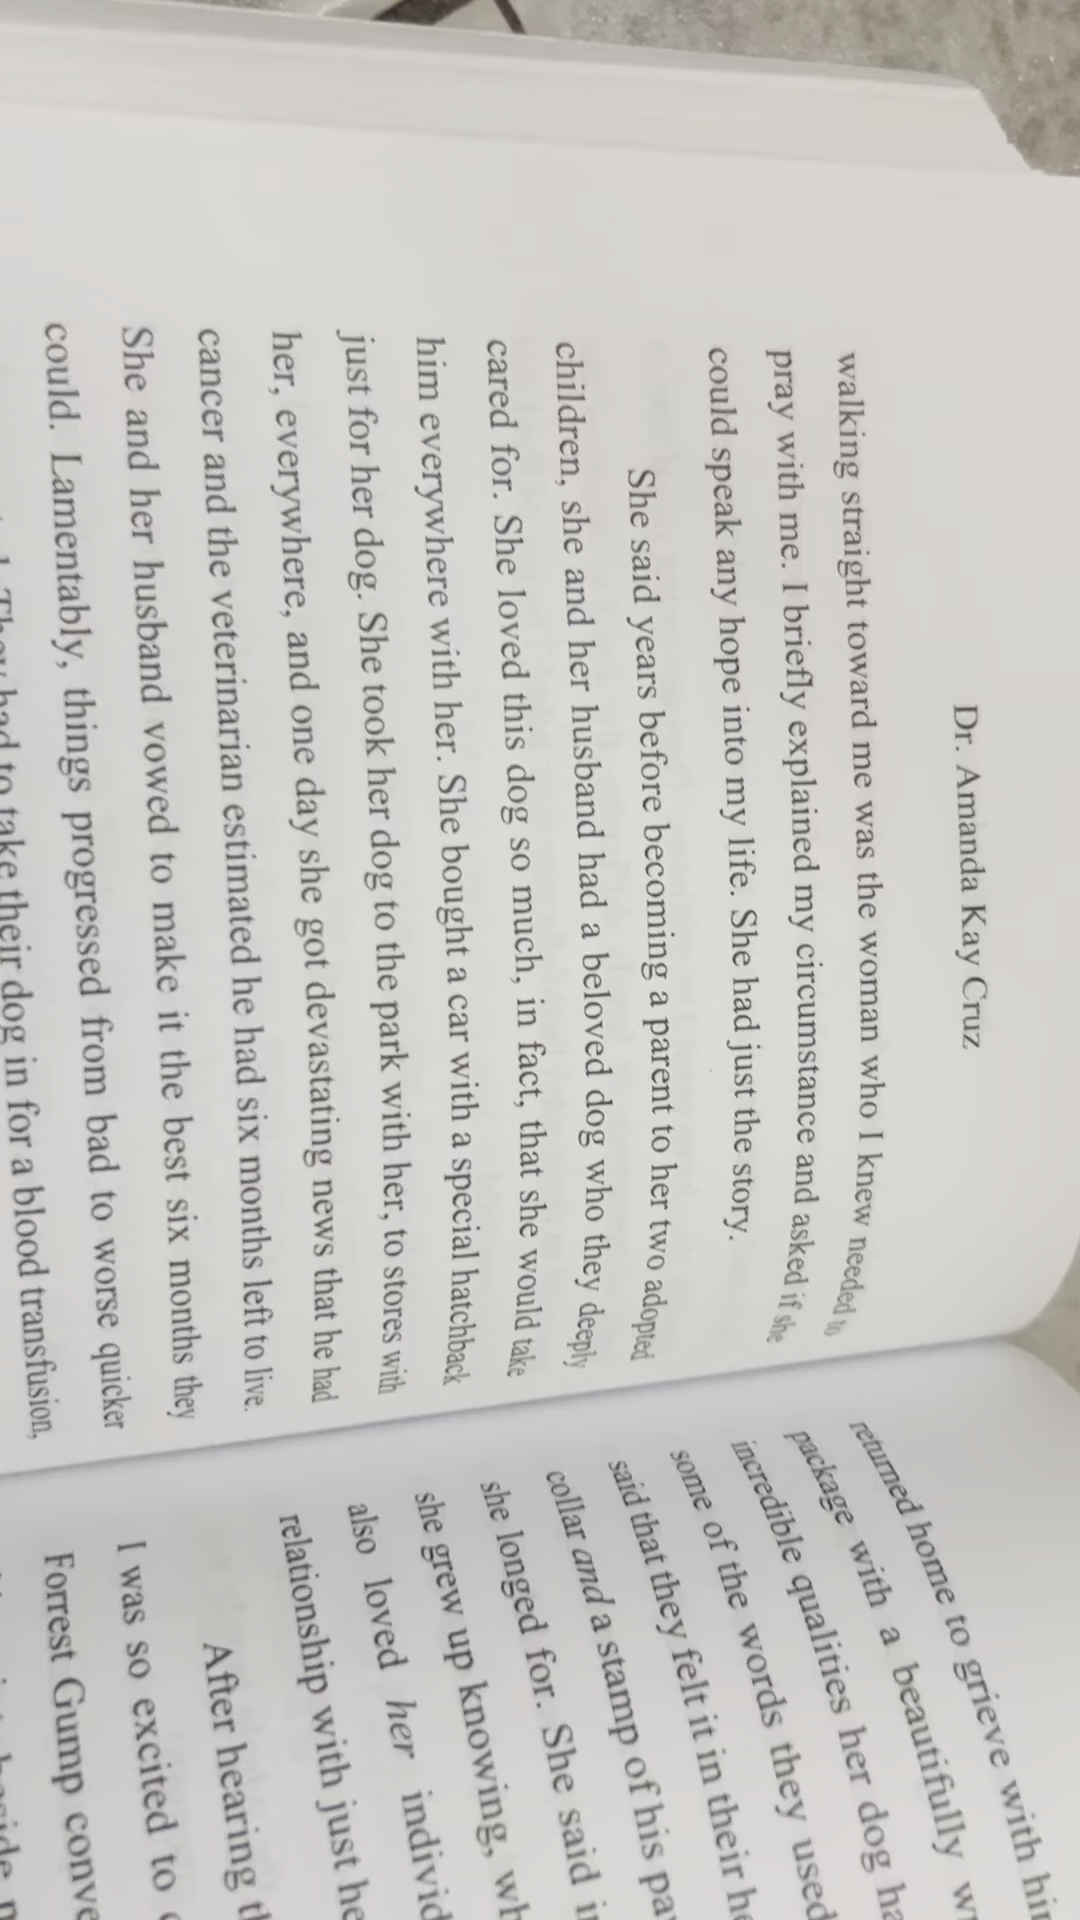 Dr. Amanda Kay Cruz
walking straight toward me was the woman who I knew needed to
pray with me. I briefly explained my circumstance and asked if she
could speak any hope into my life. She had just the story.
She said years before becoming a parent to her two adopted
children, she and her husband had a beloved dog who they deeply
cared for. She loved this dog so much, in fact, that she would take
him everywhere with her. She bought a car with a special hatchback
just for her dog. She took her dog to the park with her, to stores with
her, everywhere, and one day she got devastating news that he had
cancer and the veterinarian estimated he had six months left to live.
She and her husband vowed to make it the best six months they
could. Lamentably, things progressed from bad to worse quicker
They had to take their dog in for a blood transfusion,
returned home to grieve with
package with a beautifully
incredible qualities her dog
some of the words they used
said that they felt it in their
collar and a stamp of his
she longed for. She said
she grew up knowing,
also loved her
relationship with just
After hearing
I was so excited to
Forrest Gump